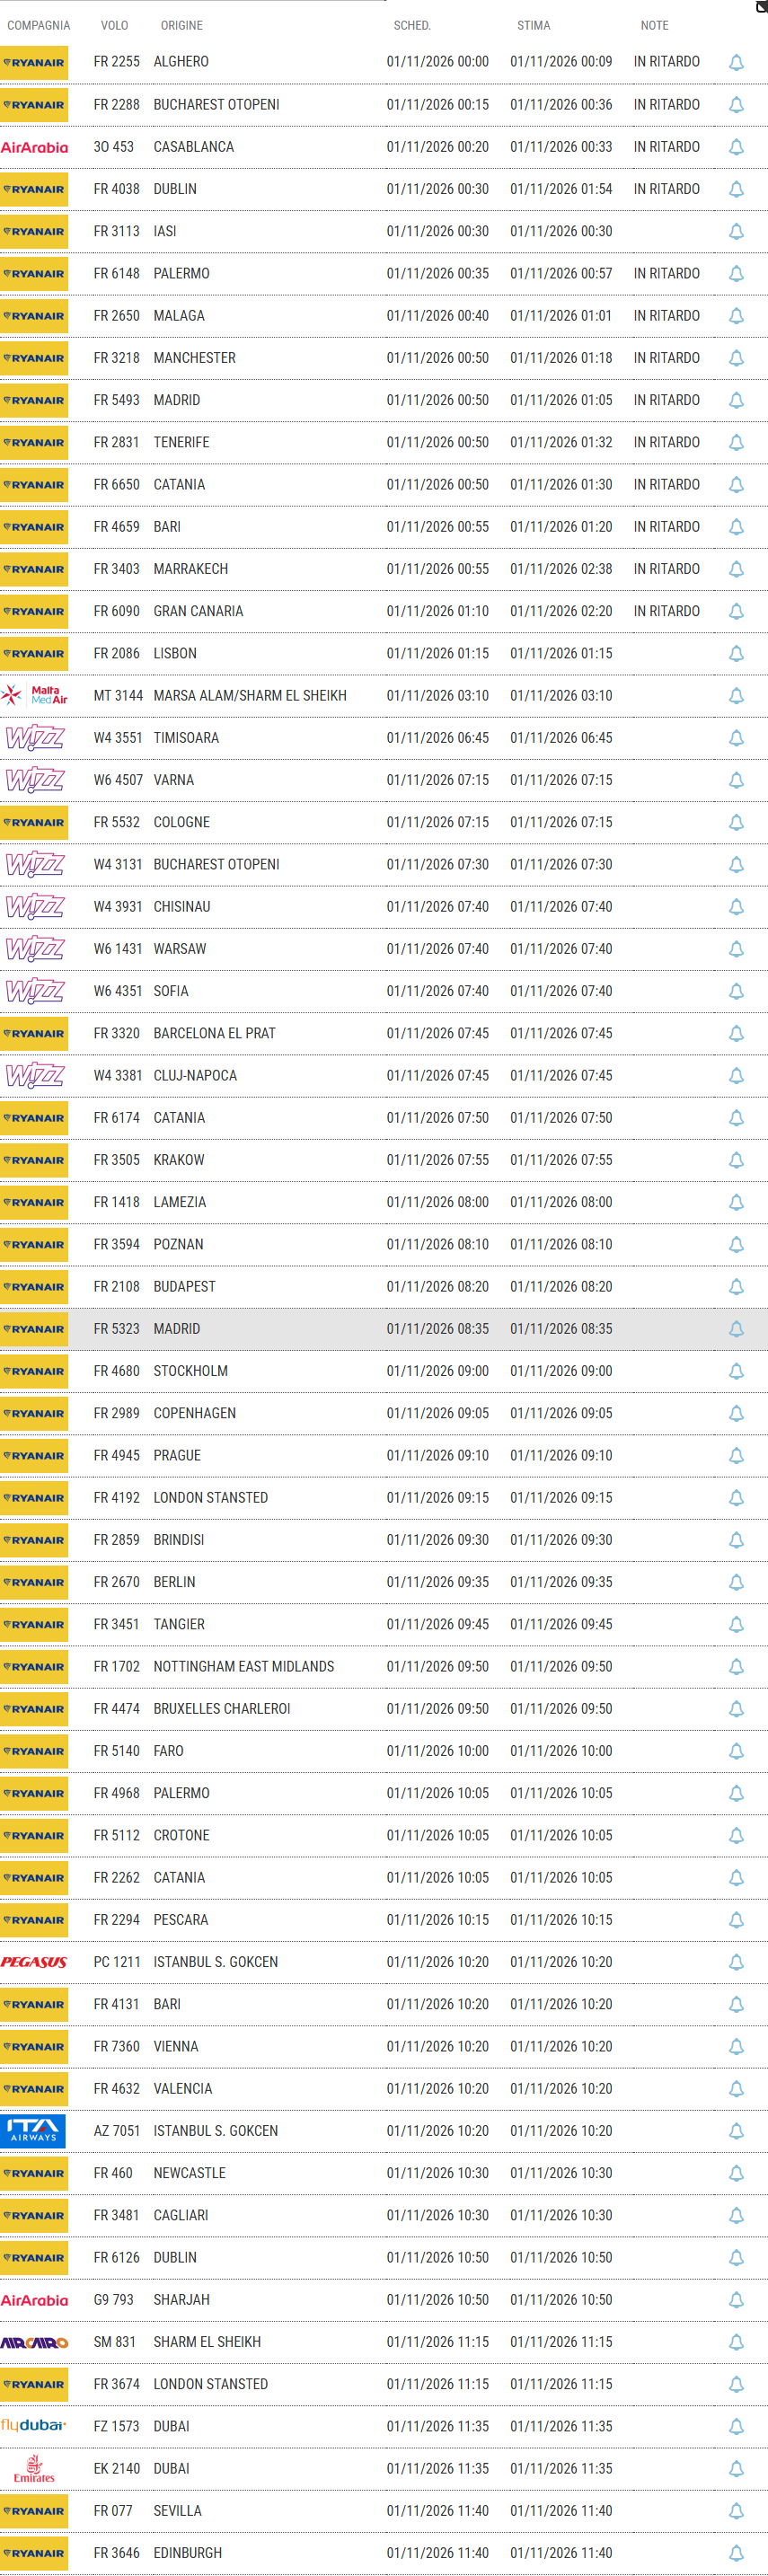 COMPAGNIA VOLO ORIGINE SCHED. STIMA NOTE
RYANAIR FR 2255 ALGHERO 01/11/2026 00:00 01/11/2026 00:09 IN RITARDO
RYANAIR FR 2288 BUCHAREST OTOPENI 01/11/2026 00:15 01/11/2026 00:36 IN RITARDO
AirArabia 3O 453 CASABLANCA 01/11/2026 00:20 01/11/2026 00:33 IN RITARDO
RYANAIR FR 4038 DUBLIN 01/11/2026 00:30 01/11/2026 01:54 IN RITARDO
RYANAIR FR 3113 IASI 01/11/2026 00:30 01/11/2026 00:30
RYANAIR FR 6148 PALERMO 01/11/2026 00:35 01/11/2026 00:57 IN RITARDO
RYANAIR FR 2650 MALAGA 01/11/2026 00:40 01/11/2026 01:01 IN RITARDO
RYANAIR FR 3218 MANCHESTER 01/11/2026 00:50 01/11/2026 01:18 IN RITARDO
RYANAIR FR 5493 MADRID 01/11/2026 00:50 01/11/2026 01:05 IN RITARDO
RYANAIR FR 2831 TENERIFE 01/11/2026 00:50 01/11/2026 01:32 IN RITARDO
RYANAIR FR 6650 CATANIA 01/11/2026 00:50 01/11/2026 01:30 IN RITARDO
RYANAIR FR 4659 BARI 01/11/2026 00:55 01/11/2026 01:20 IN RITARDO
RYANAIR FR 3403 MARRAKECH 01/11/2026 00:55 01/11/2026 02:38 IN RITARDO
RYANAIR FR 6090 GRAN CANARIA 01/11/2026 01:10 01/11/2026 02:20 IN RITARDO
RYANAIR FR 2086 LISBON 01/11/2026 01:15 01/11/2026 01:15
Malta MedAir MT 3144 MARSA ALAM/SHARM EL SHEIKH 01/11/2026 03:10 01/11/2026 03:10
WIZZ W4 3551 TIMISOARA 01/11/2026 06:45 01/11/2026 06:45
WIZZ W6 4507 VARNA 01/11/2026 07:15 01/11/2026 07:15
RYANAIR FR 5532 COLOGNE 01/11/2026 07:15 01/11/2026 07:15
WIZZ W4 3131 BUCHAREST OTOPENI 01/11/2026 07:30 01/11/2026 07:30
WIZZ W4 3931 CHISINAU 01/11/2026 07:40 01/11/2026 07:40
WIZZ W6 1431 WARSAW 01/11/2026 07:40 01/11/2026 07:40
WIZZ W6 4351 SOFIA 01/11/2026 07:40 01/11/2026 07:40
RYANAIR FR 3320 BARCELONA EL PRAT 01/11/2026 07:45 01/11/2026 07:45
WIZZ W4 3381 CLUJ-NAPOCA 01/11/2026 07:45 01/11/2026 07:45
RYANAIR FR 6174 CATANIA 01/11/2026 07:50 01/11/2026 07:50
RYANAIR FR 3505 KRAKOW 01/11/2026 07:55 01/11/2026 07:55
RYANAIR FR 1418 LAMEZIA 01/11/2026 08:00 01/11/2026 08:00
RYANAIR FR 3594 POZNAN 01/11/2026 08:10 01/11/2026 08:10
RYANAIR FR 2108 BUDAPEST 01/11/2026 08:20 01/11/2026 08:20
RYANAIR FR 5323 MADRID 01/11/2026 08:35 01/11/2026 08:35
RYANAIR FR 4680 STOCKHOLM 01/11/2026 09:00 01/11/2026 09:00
RYANAIR FR 2989 COPENHAGEN 01/11/2026 09:05 01/11/2026 09:05
RYANAIR FR 4945 PRAGUE 01/11/2026 09:10 01/11/2026 09:10
RYANAIR FR 4192 LONDON STANSTED 01/11/2026 09:15 01/11/2026 09:15
RYANAIR FR 2859 BRINDISI 01/11/2026 09:30 01/11/2026 09:30
RYANAIR FR 2670 BERLIN 01/11/2026 09:35 01/11/2026 09:35
RYANAIR FR 3451 TANGIER 01/11/2026 09:45 01/11/2026 09:45
RYANAIR FR 1702 NOTTINGHAM EAST MIDLANDS 01/11/2026 09:50 01/11/2026 09:50
RYANAIR FR 4474 BRUXELLES CHARLEROI 01/11/2026 09:50 01/11/2026 09:50
RYANAIR FR 5140 FARO 01/11/2026 10:00 01/11/2026 10:00
RYANAIR FR 4968 PALERMO 01/11/2026 10:05 01/11/2026 10:05
RYANAIR FR 5112 CROTONE 01/11/2026 10:05 01/11/2026 10:05
RYANAIR FR 2262 CATANIA 01/11/2026 10:05 01/11/2026 10:05
RYANAIR FR 2294 PESCARA 01/11/2026 10:15 01/11/2026 10:15
PEGASUS PC 1211 ISTANBUL S. GOKCEN 01/11/2026 10:20 01/11/2026 10:20
RYANAIR FR 4131 BARI 01/11/2026 10:20 01/11/2026 10:20
RYANAIR FR 7360 VIENNA 01/11/2026 10:20 01/11/2026 10:20
RYANAIR FR 4632 VALENCIA 01/11/2026 10:20 01/11/2026 10:20
ITA AIRWAYS AZ 7051 ISTANBUL S. GOKCEN 01/11/2026 10:20 01/11/2026 10:20
RYANAIR FR 460 NEWCASTLE 01/11/2026 10:30 01/11/2026 10:30
RYANAIR FR 3481 CAGLIARI 01/11/2026 10:30 01/11/2026 10:30
RYANAIR FR 6126 DUBLIN 01/11/2026 10:50 01/11/2026 10:50
AirArabia G9 793 SHARJAH 01/11/2026 10:50 01/11/2026 10:50
AIRCAIRO SM 831 SHARM EL SHEIKH 01/11/2026 11:15 01/11/2026 11:15
RYANAIR FR 3674 LONDON STANSTED 01/11/2026 11:15 01/11/2026 11:15
flydubai FZ 1573 DUBAI 01/11/2026 11:35 01/11/2026 11:35
Emirates EK 2140 DUBAI 01/11/2026 11:35 01/11/2026 11:35
RYANAIR FR 077 SEVILLA 01/11/2026 11:40 01/11/2026 11:40
RYANAIR FR 3646 EDINBURGH 01/11/2026 11:40 01/11/2026 11:40